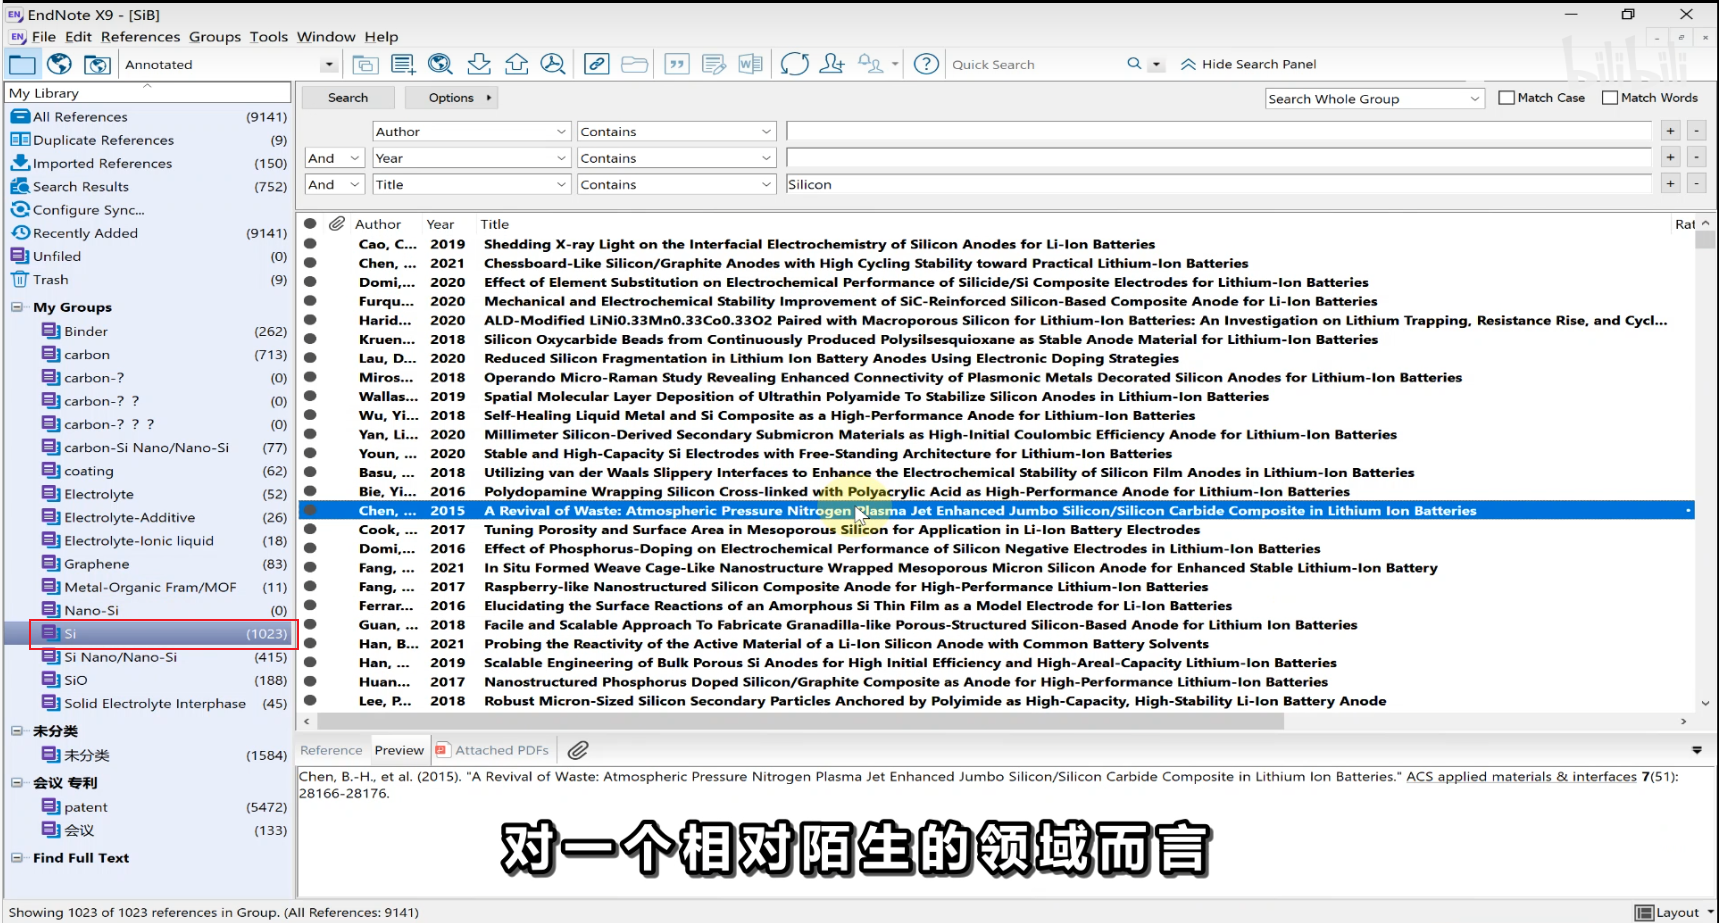 EndNote X9 - [SiB]
File Edit References Groups Tools Window Help
Annotated
Quick Search
Hide Search Panel
bilibili
My Library
Search
Options
Search Whole Group
Match Case
Match Words
Author Contains
And Year Contains
And Title Contains Silicon
All References (9141)
Duplicate References (9)
Imported References (150)
Search Results (752)
Configure Sync...
Recently Added (9141)
Unfiled (0)
Trash (9)
My Groups
Binder (262)
carbon (713)
carbon-? (0)
carbon-? ? (0)
carbon-? ? ? (0)
carbon-Si Nano/Nano-Si (77)
coating (62)
Electrolyte (52)
Electrolyte-Additive (26)
Electrolyte-Ionic liquid (18)
Graphene (83)
Metal-Organic Fram/MOF (11)
Nano-Si (0)
Si (1023)
Si Nano/Nano-Si (415)
SiO (188)
Solid Electrolyte Interphase (45)
未分类
未分类 (1584)
会议 专利
patent (5472)
会议 (133)
Find Full Text
Author Year Title Rat
Cao, C... 2019 Shedding X-ray Light on the Interfacial Electrochemistry of Silicon Anodes for Li-Ion Batteries
Chen, ... 2021 Chessboard-Like Silicon/Graphite Anodes with High Cycling Stability toward Practical Lithium-Ion Batteries
Domi,... 2020 Effect of Element Substitution on Electrochemical Performance of Silicide/Si Composite Electrodes for Lithium-Ion Batteries
Furqu... 2020 Mechanical and Electrochemical Stability Improvement of SiC-Reinforced Silicon-Based Composite Anode for Li-Ion Batteries
Harid... 2020 ALD-Modified LiNi0.33Mn0.33Co0.33O2 Paired with Macroporous Silicon for Lithium-Ion Batteries: An Investigation on Lithium Trapping, Resistance Rise, and Cycl...
Kruen... 2018 Silicon Oxycarbide Beads from Continuously Produced Polysilsesquioxane as Stable Anode Material for Lithium-Ion Batteries
Lau, D... 2020 Reduced Silicon Fragmentation in Lithium Ion Battery Anodes Using Electronic Doping Strategies
Miros... 2018 Operando Micro-Raman Study Revealing Enhanced Connectivity of Plasmonic Metals Decorated Silicon Anodes for Lithium-Ion Batteries
Wallas... 2019 Spatial Molecular Layer Deposition of Ultrathin Polyamide To Stabilize Silicon Anodes in Lithium-Ion Batteries
Wu, Yi... 2018 Self-Healing Liquid Metal and Si Composite as a High-Performance Anode for Lithium-Ion Batteries
Yan, Li... 2020 Millimeter Silicon-Derived Secondary Submicron Materials as High-Initial Coulombic Efficiency Anode for Lithium-Ion Batteries
Youn, ... 2020 Stable and High-Capacity Si Electrodes with Free-Standing Architecture for Lithium-Ion Batteries
Basu, ... 2018 Utilizing van der Waals Slippery Interfaces to Enhance the Electrochemical Stability of Silicon Film Anodes in Lithium-Ion Batteries
Bie, Yi... 2016 Polydopamine Wrapping Silicon Cross-linked with Polyacrylic Acid as High-Performance Anode for Lithium-Ion Batteries
Chen, ... 2015 A Revival of Waste: Atmospheric Pressure Nitrogen Plasma Jet Enhanced Jumbo Silicon/Silicon Carbide Composite in Lithium Ion Batteries
Cook, ... 2017 Tuning Porosity and Surface Area in Mesoporous Silicon for Application in Li-Ion Battery Electrodes
Domi,... 2016 Effect of Phosphorus-Doping on Electrochemical Performance of Silicon Negative Electrodes in Lithium-Ion Batteries
Fang, ... 2021 In Situ Formed Weave Cage-Like Nanostructure Wrapped Mesoporous Micron Silicon Anode for Enhanced Stable Lithium-Ion Battery
Fang, ... 2017 Raspberry-like Nanostructured Silicon Composite Anode for High-Performance Lithium-Ion Batteries
Ferrar... 2016 Elucidating the Surface Reactions of an Amorphous Si Thin Film as a Model Electrode for Li-Ion Batteries
Guan, ... 2018 Facile and Scalable Approach To Fabricate Granadilla-like Porous-Structured Silicon-Based Anode for Lithium Ion Batteries
Han, B... 2021 Probing the Reactivity of the Active Material of a Li-Ion Silicon Anode with Common Battery Solvents
Han, ... 2019 Scalable Engineering of Bulk Porous Si Anodes for High Initial Efficiency and High-Areal-Capacity Lithium-Ion Batteries
Huan... 2017 Nanostructured Phosphorus Doped Silicon/Graphite Composite as Anode for High-Performance Lithium-Ion Batteries
Lee, P... 2018 Robust Micron-Sized Silicon Secondary Particles Anchored by Polyimide as High-Capacity, High-Stability Li-Ion Battery Anode
Reference Preview Attached PDFs
Chen, B.-H., et al. (2015). "A Revival of Waste: Atmospheric Pressure Nitrogen Plasma Jet Enhanced Jumbo Silicon/Silicon Carbide Composite in Lithium Ion Batteries." ACS applied materials & interfaces 7(51):
28166-28176.
对一个相对陌生的领域而言
Showing 1023 of 1023 references in Group. (All References: 9141)
Layout